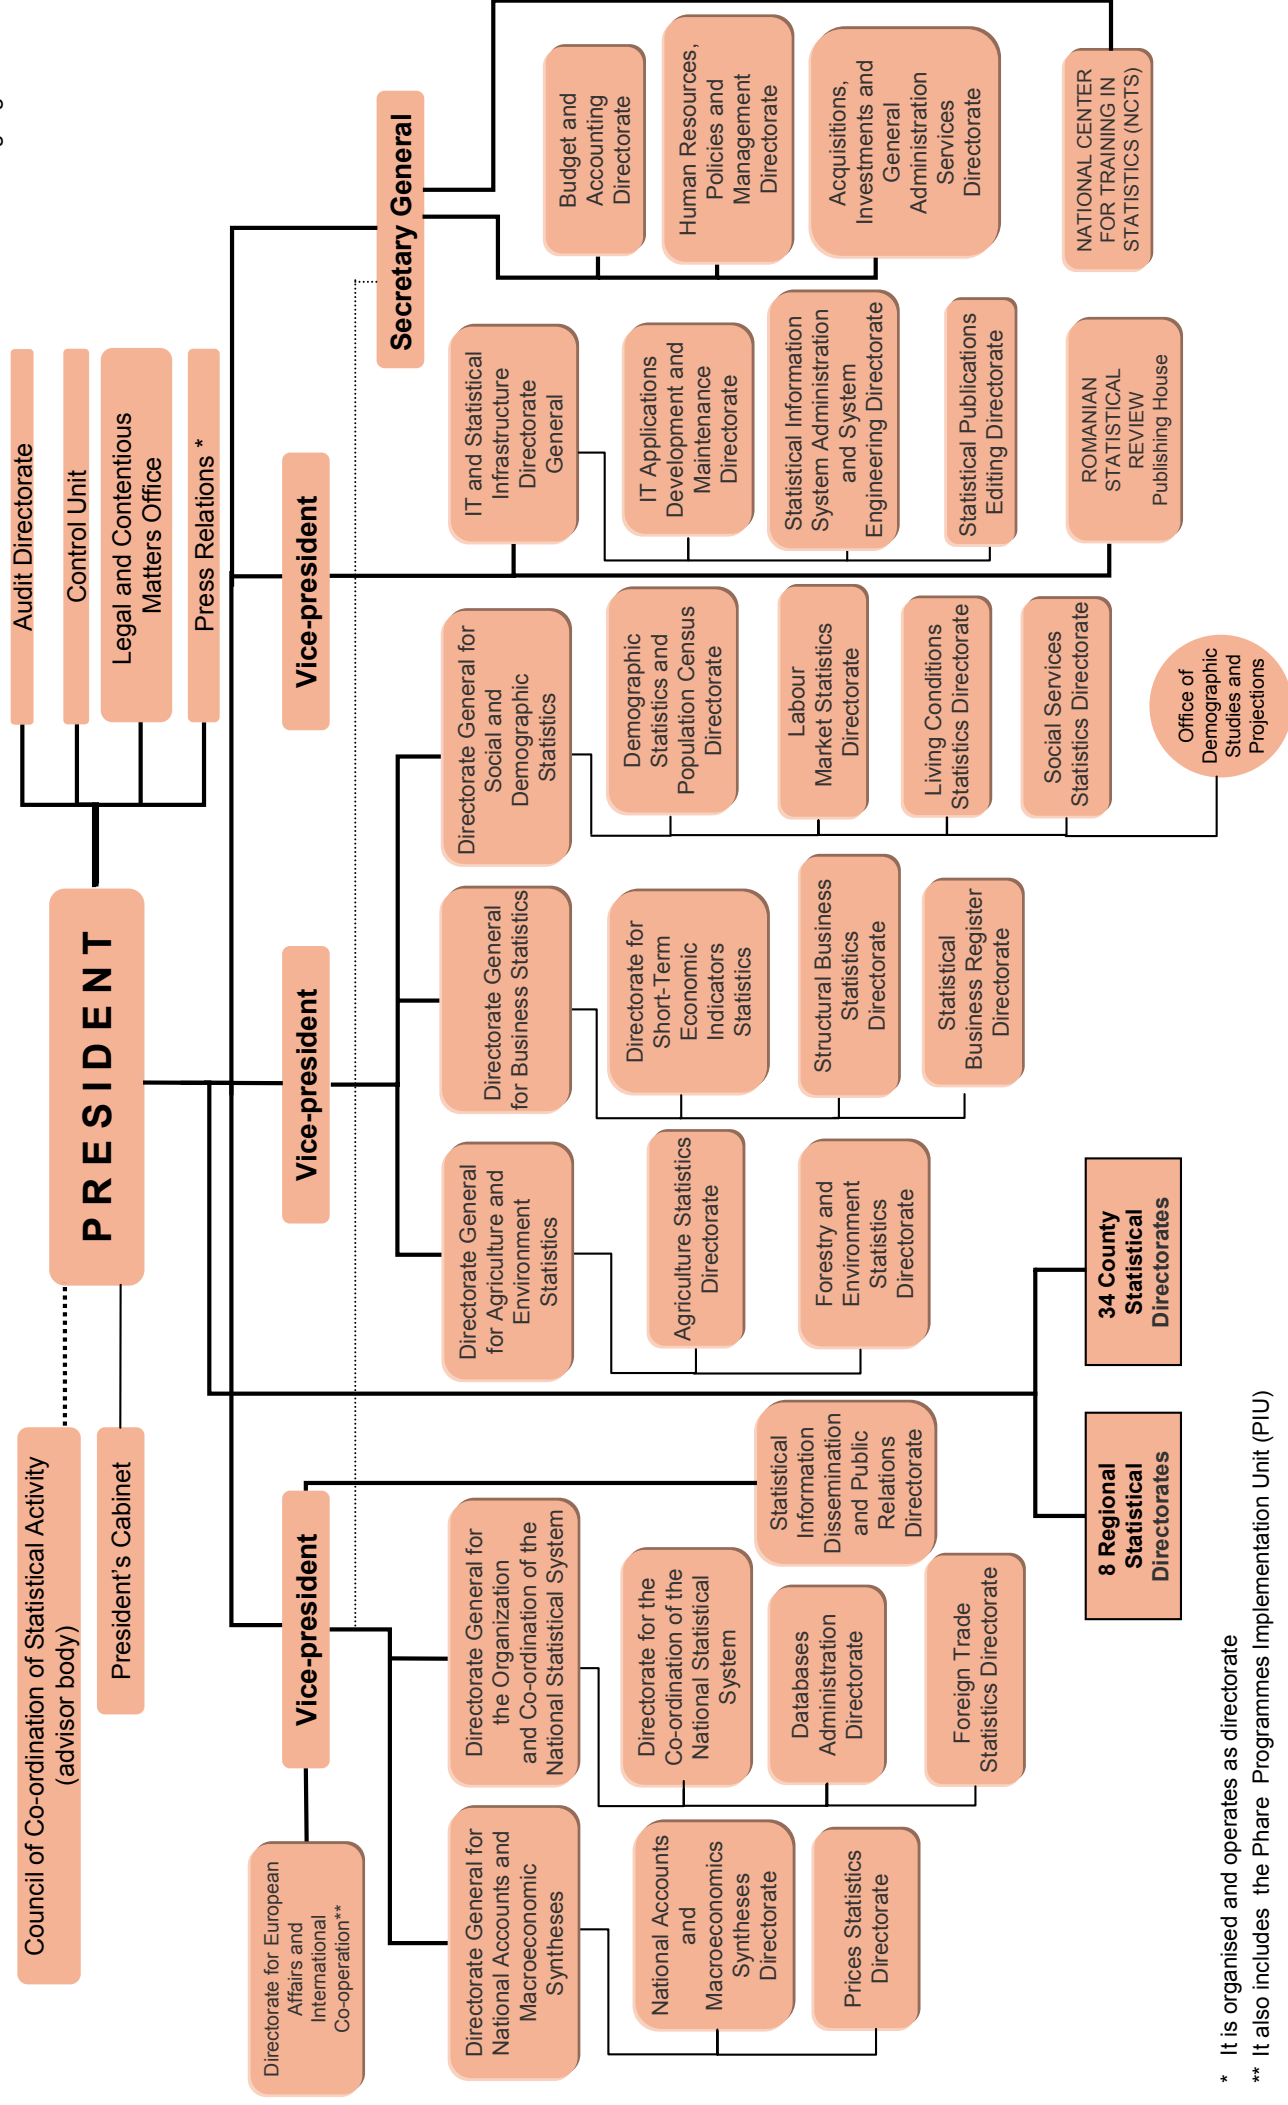 Council of Co-ordination of Statistical Activity
(advisor body)
President's Cabinet
PRESIDENT
Audit Directorate
Control Unit
Legal and Contentious
Matters Office
Press Relations *
Vice-president
Vice-president
Vice-president
Secretary General
Directorate for European
Affairs and
International
Co-operation**
Directorate General for
National Accounts and
Macroeconomic
Syntheses
National Accounts
and
Macroeconomics
Syntheses
Directorate
Prices Statistics
Directorate
Directorate General for
the Organization
and Co-ordination of the
National Statistical System
Directorate for the
Co-ordination of the
National Statistical
System
Databases
Administration
Directorate
Foreign Trade
Statistics Directorate
Statistical
Information
Dissemination
and Public
Relations
Directorate
Directorate General
for Agriculture and
Environment
Statistics
Agriculture Statistics
Directorate
Forestry and
Environment
Statistics
Directorate
Directorate General
for Business Statistics
Directorate for
Short-Term
Economic
Indicators
Statistics
Structural Business
Statistics
Directorate
Statistical
Business Register
Directorate
Directorate General for
Social and
Demographic
Statistics
Demographic
Statistics and
Population Census
Directorate
Labour
Market Statistics
Directorate
Living Conditions
Statistics Directorate
Social Services
Statistics Directorate
Office of
Demographic
Studies and
Projections
IT and Statistical
Infrastructure
Directorate
General
IT Applications
Development and
Maintenance
Directorate
Statistical Information
System Administration
and System
Engineering Directorate
Statistical Publications
Editing Directorate
ROMANIAN
STATISTICAL
REVIEW
Publishing House
Budget and
Accounting
Directorate
Human Resources,
Policies and
Management
Directorate
Acquisitions,
Investments and
General
Administration
Services
Directorate
NATIONAL CENTER
FOR TRAINING IN
STATISTICS (NCTS)
8 Regional
Statistical
Directorates
34 County
Statistical
Directorates
* It is organised and operates as directorate
** It also includes the Phare Programmes Implementation Unit (PIU)